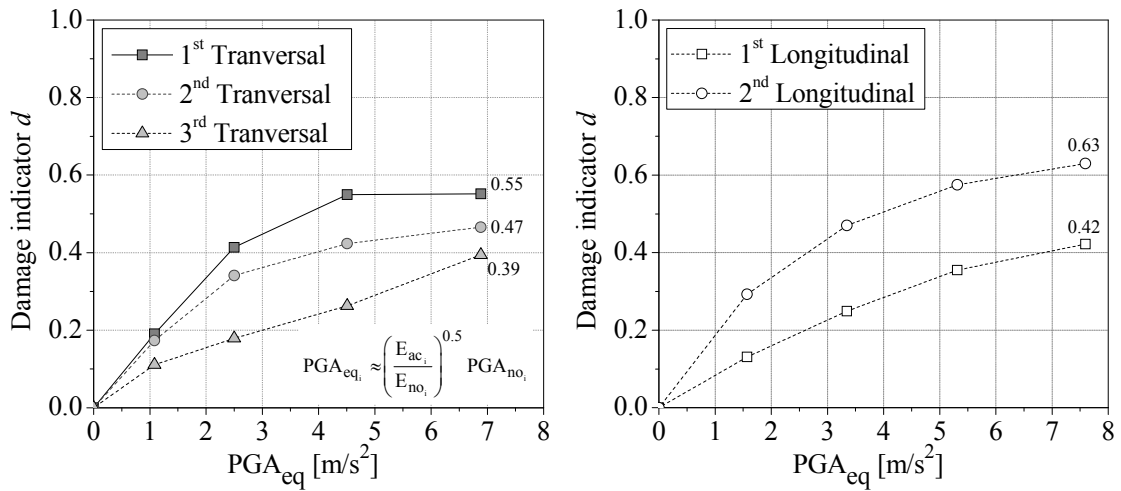 1.0
0.8
0.6
0.4
0.2
0.0
Damage indicator d
1st Tranversal
2nd Tranversal
3rd Tranversal
0.55
0.47
0.39
PGAeqi ≈ (Eaci / Enoi)^0.5 PGAnoi
0 1 2 3 4 5 6 7 8
PGAeq [m/s2]
1.0
0.8
0.6
0.4
0.2
0.0
Damage indicator d
1st Longitudinal
2nd Longitudinal
0.63
0.42
0 1 2 3 4 5 6 7 8
PGAeq [m/s2]